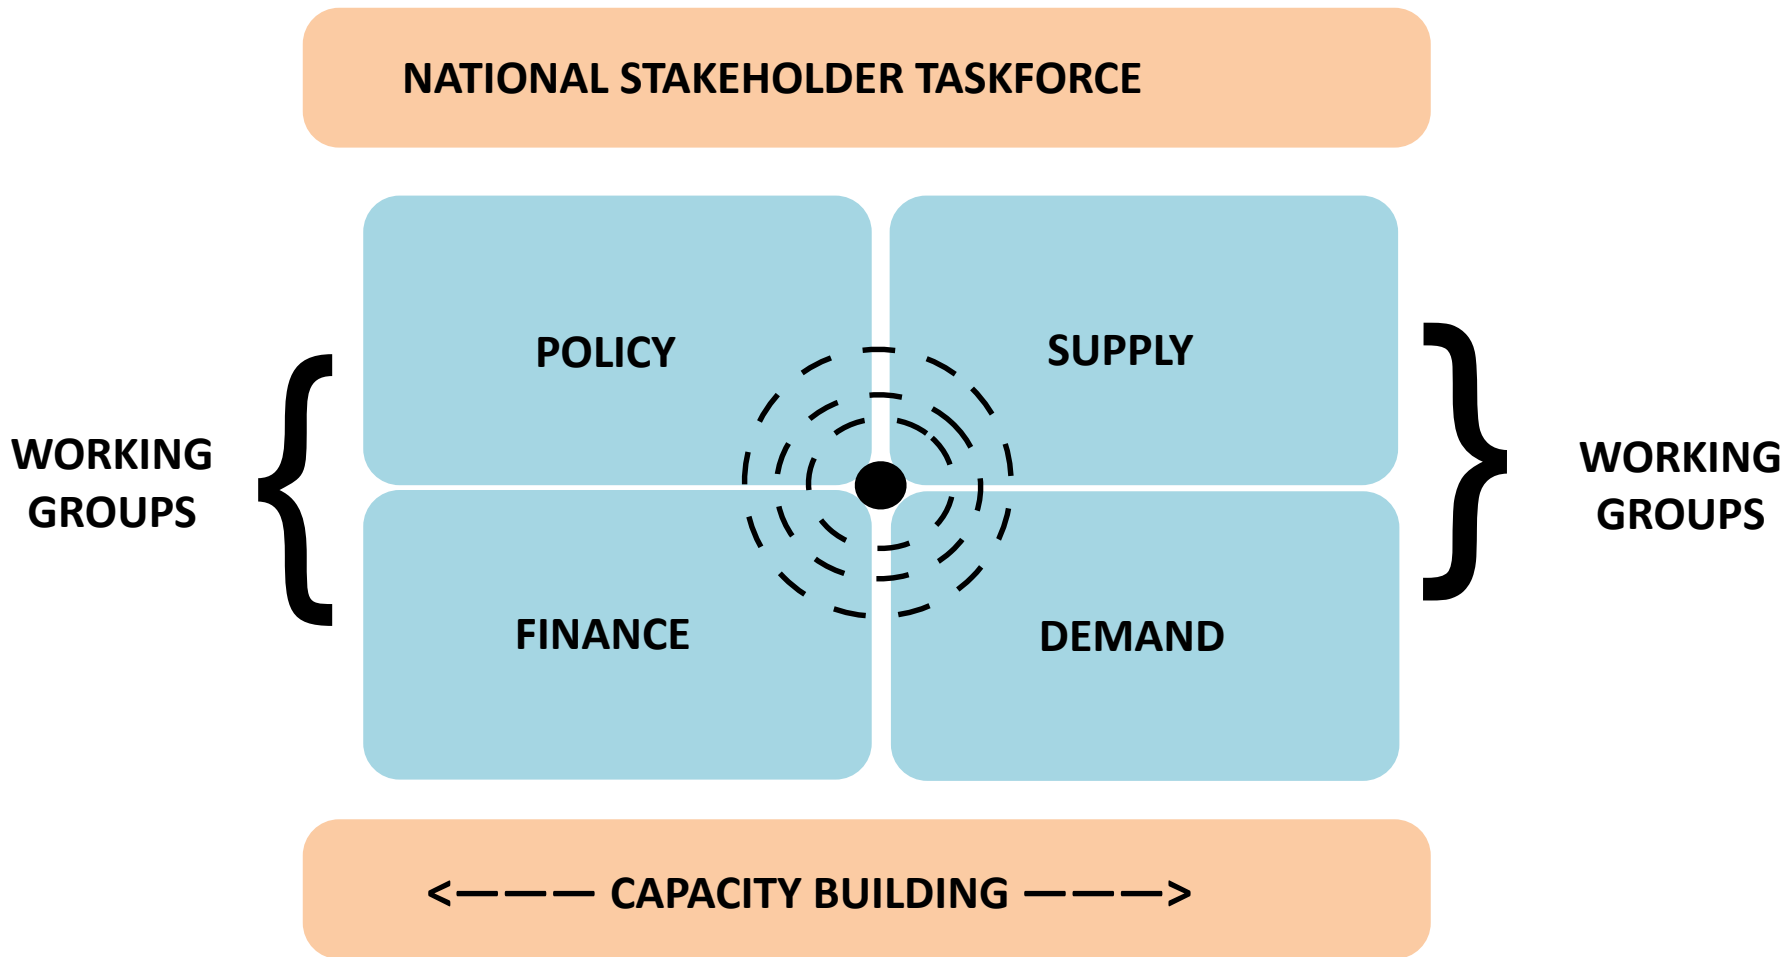 NATIONAL STAKEHOLDER TASKFORCE
POLICY
SUPPLY
WORKING
GROUPS
WORKING
GROUPS
FINANCE
DEMAND
<——— CAPACITY BUILDING ———>